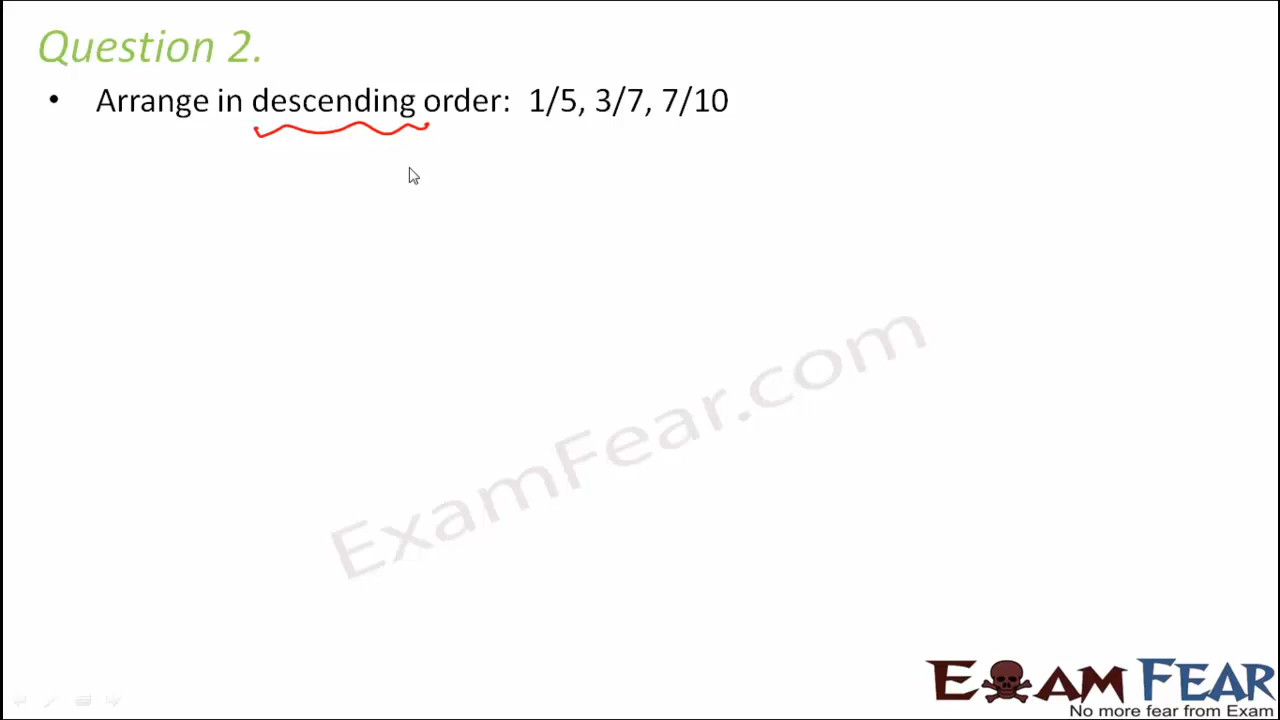 Question 2.
• Arrange in descending order: 1/5, 3/7, 7/10
ExamFear.com
EXAM FEAR
No more fear from Exam